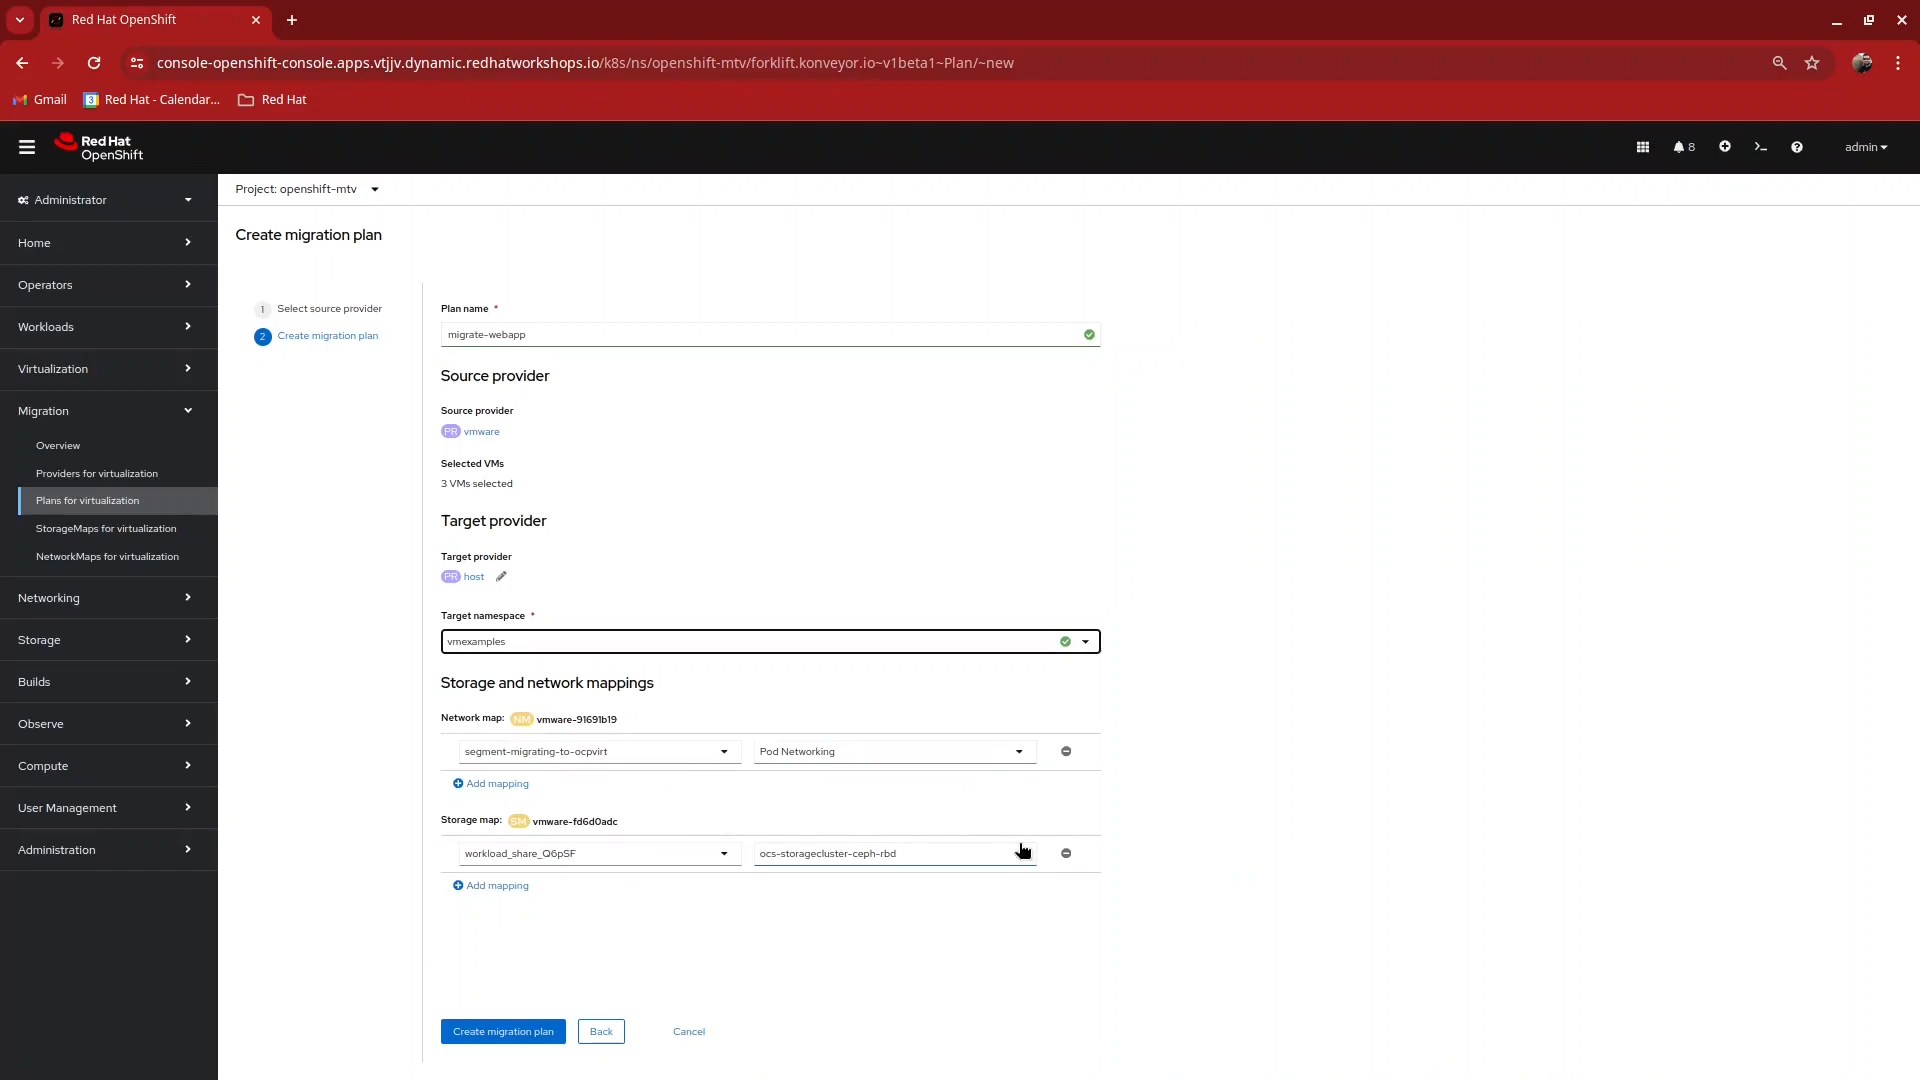 Red Hat OpenShift
console-openshift-console.apps.vtjjv.dynamic.redhatworkshops.io/k8s/ns/openshift-mtv/forklift.konveyor.io~v1beta1~Plan/~new
Gmail
3 Red Hat - Calendar...
Red Hat
Red Hat
OpenShift
8
admin
Administrator
Home
Operators
Workloads
Virtualization
Migration
Overview
Providers for virtualization
Plans for virtualization
StorageMaps for virtualization
NetworkMaps for virtualization
Networking
Storage
Builds
Observe
Compute
User Management
Administration
Project: openshift-mtv
Create migration plan
1 Select source provider
2 Create migration plan
Plan name *
migrate-webapp
Source provider
Source provider
PR vmware
Selected VMs
3 VMs selected
Target provider
Target provider
PR host
Target namespace *
vmexamples
Storage and network mappings
Network map: NM vmware-91691b19
segment-migrating-to-ocpvirt Pod Networking
Add mapping
Storage map: SM vmware-fd6d0adc
workload_share_Q6pSF ocs-storagecluster-ceph-rbd
Add mapping
Create migration plan Back Cancel